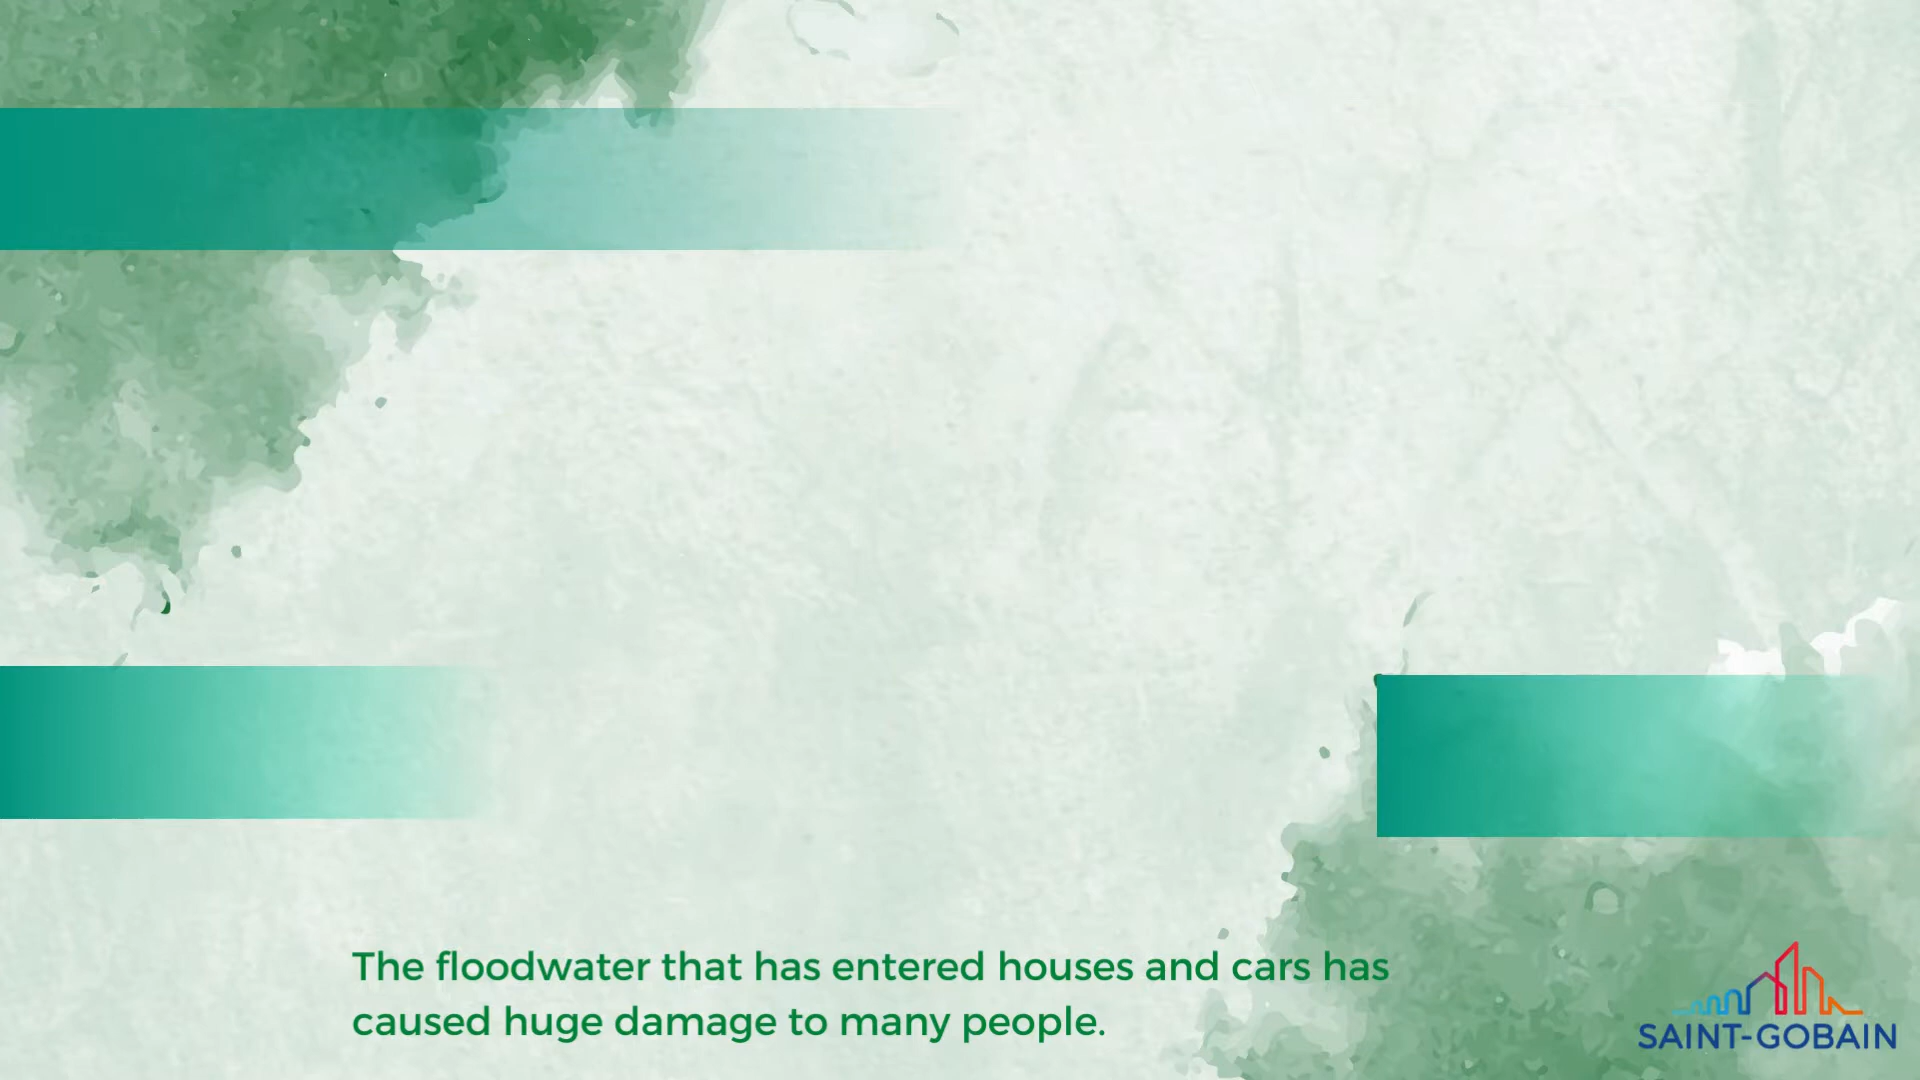 The floodwater that has entered houses and cars has
caused huge damage to many people.
SAINT-GOBAIN